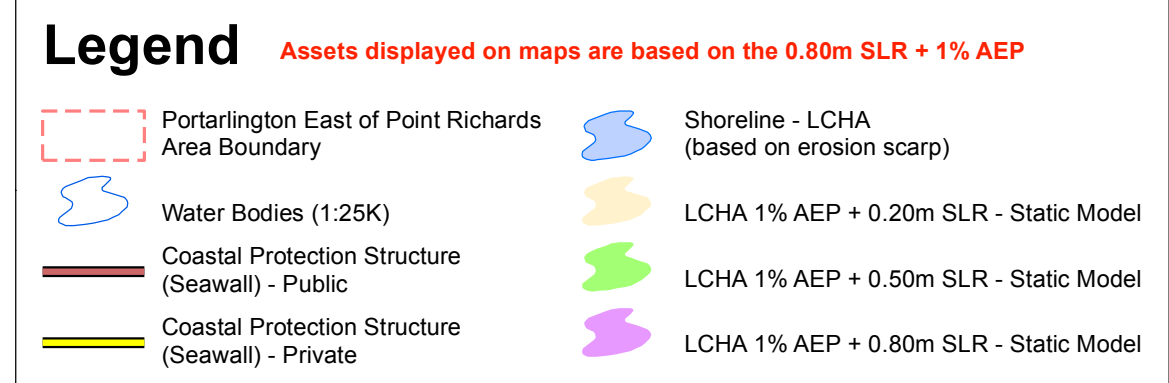 Legend
Assets displayed on maps are based on the 0.80m SLR + 1% AEP
Portarlington East of Point Richards
Area Boundary
Water Bodies (1:25K)
Coastal Protection Structure
(Seawall) - Public
Coastal Protection Structure
(Seawall) - Private
Shoreline - LCHA
(based on erosion scarp)
LCHA 1% AEP + 0.20m SLR - Static Model
LCHA 1% AEP + 0.50m SLR - Static Model
LCHA 1% AEP + 0.80m SLR - Static Model